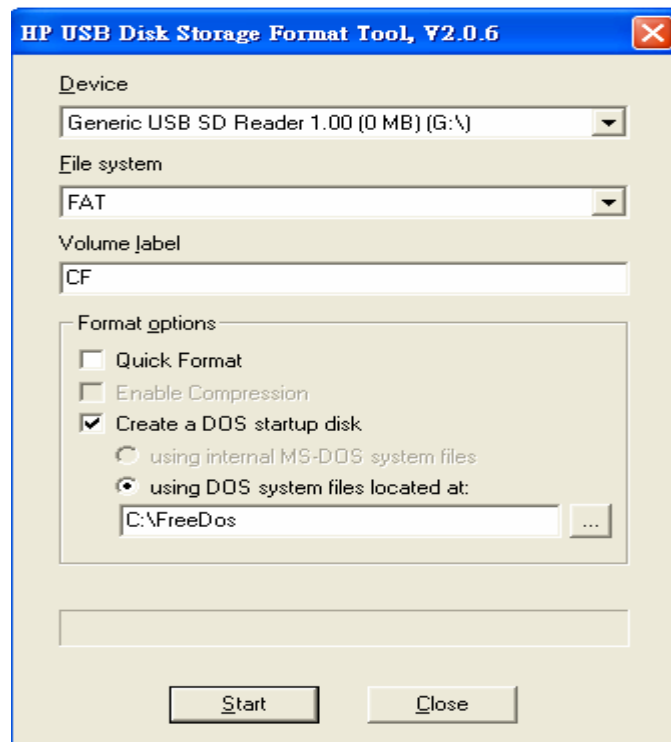 HP USB Disk Storage Format Tool, V2.0.6
Device
Generic USB SD Reader 1.00 (0 MB) (G:\)
File system
FAT
Volume label
CF
Format options
Quick Format
Enable Compression
Create a DOS startup disk
using internal MS-DOS system files
using DOS system files located at:
C:\FreeDos
...
Start
Close